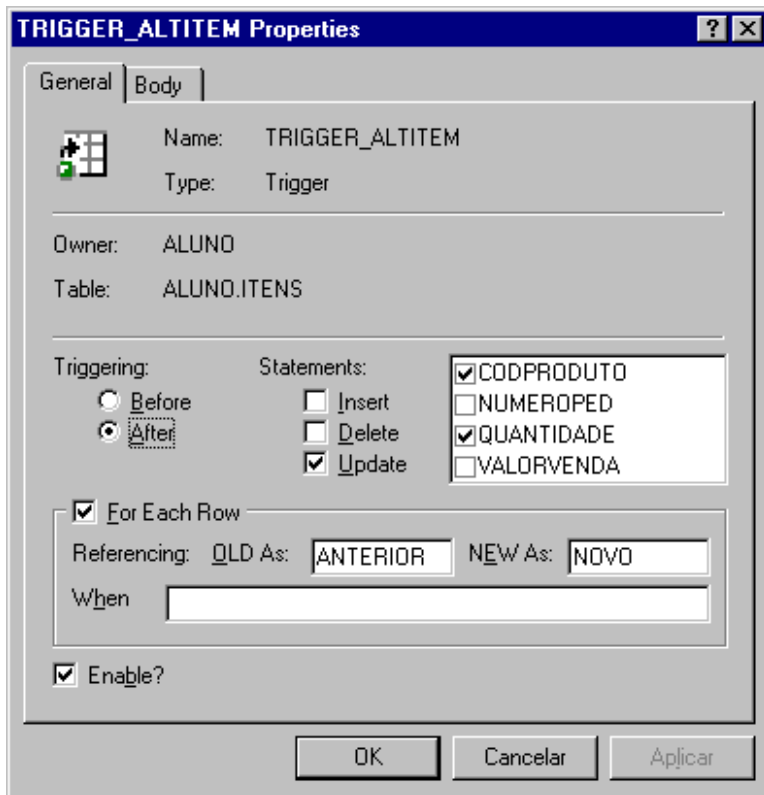 TRIGGER_ALTITEM Properties
General Body
Name: TRIGGER_ALTITEM
Type: Trigger
Owner: ALUNO
Table: ALUNO.ITENS
Triggering: Statements: CODPRODUTO
Before Insert NUMEROPED
After Delete QUANTIDADE
Update VALORVENDA
For Each Row
Referencing: OLD As: ANTERIOR NEW As: NOVO
When
Enable?
OK Cancelar Aplicar